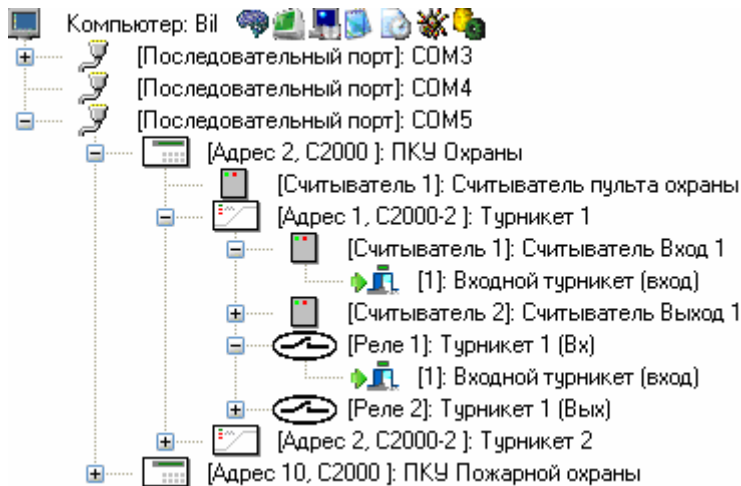 Компьютер: Bil
[Последовательный порт]: COM3
[Последовательный порт]: COM4
[Последовательный порт]: COM5
[Адрес 2, С2000 ]: ПКУ Охраны
[Считыватель 1]: Считыватель пульта охраны
[Адрес 1, С2000-2 ]: Турникет 1
[Считыватель 1]: Считыватель Вход 1
[1]: Входной турникет (вход)
[Считыватель 2]: Считыватель Выход 1
[Реле 1]: Турникет 1 (Вх)
[1]: Входной турникет (вход)
[Реле 2]: Турникет 1 (Вых)
[Адрес 2, С2000-2 ]: Турникет 2
[Адрес 10, С2000 ]: ПКУ Пожарной охраны